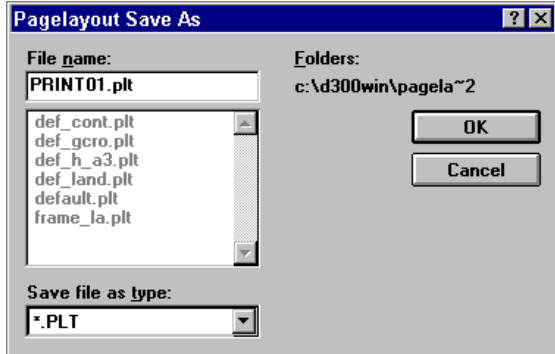 Pagelayout Save As
File name:
PRINT01.plt
def_cont.plt
def_gcro.plt
def_h_a3.plt
def_land.plt
default.plt
frame_la.plt
Save file as type:
*.PLT
Folders:
c:\d300win\pagela~2
OK
Cancel